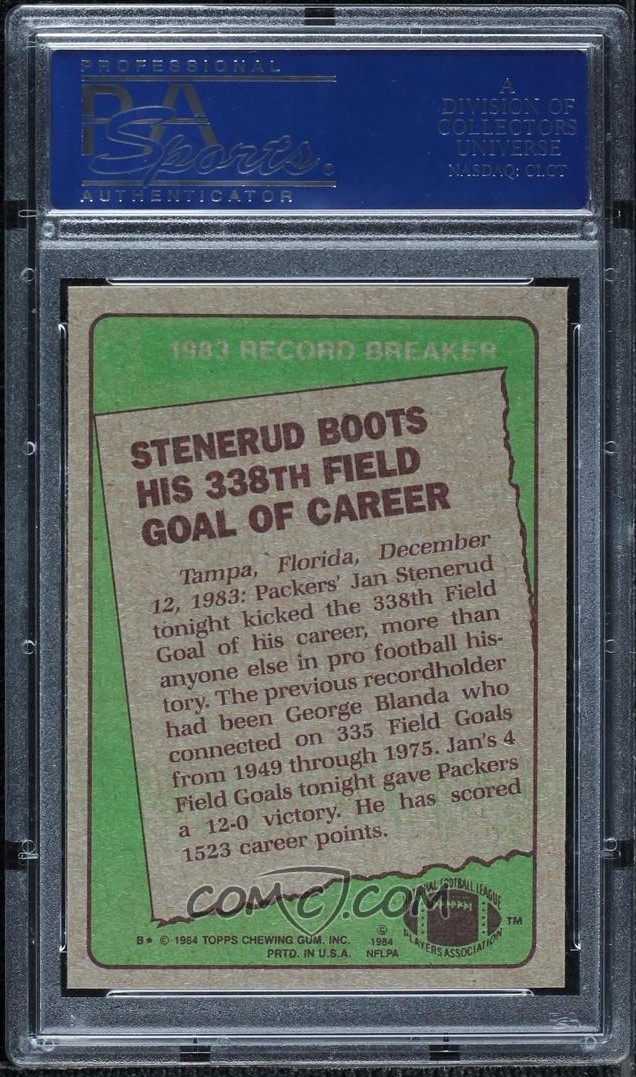 PROFESSIONAL
PSA
Sports®
AUTHENTICATOR
A
DIVISION OF
COLLECTORS
UNIVERSE
NASDAQ: CLCT
1983 RECORD BREAKER
STENERUD BOOTS
HIS 338TH FIELD
GOAL OF CAREER
Tampa, Florida, December
12, 1983: Packers' Jan Stenerud
tonight kicked the 338th Field
Goal of his career, more than
anyone else in pro football his-
tory. The previous recordholder
had been George Blanda who
connected on 335 Field Goals
from 1949 through 1975. Jan's 4
Field Goals tonight gave Packers
a 12-0 victory. He has scored
1523 career points.
COMC.COM
NATIONAL FOOTBALL LEAGUE
PLAYERS ASSOCIATION
TM
B* © 1984 TOPPS CHEWING GUM, INC.
PRTD. IN U.S.A.
© 1984 NFLPA